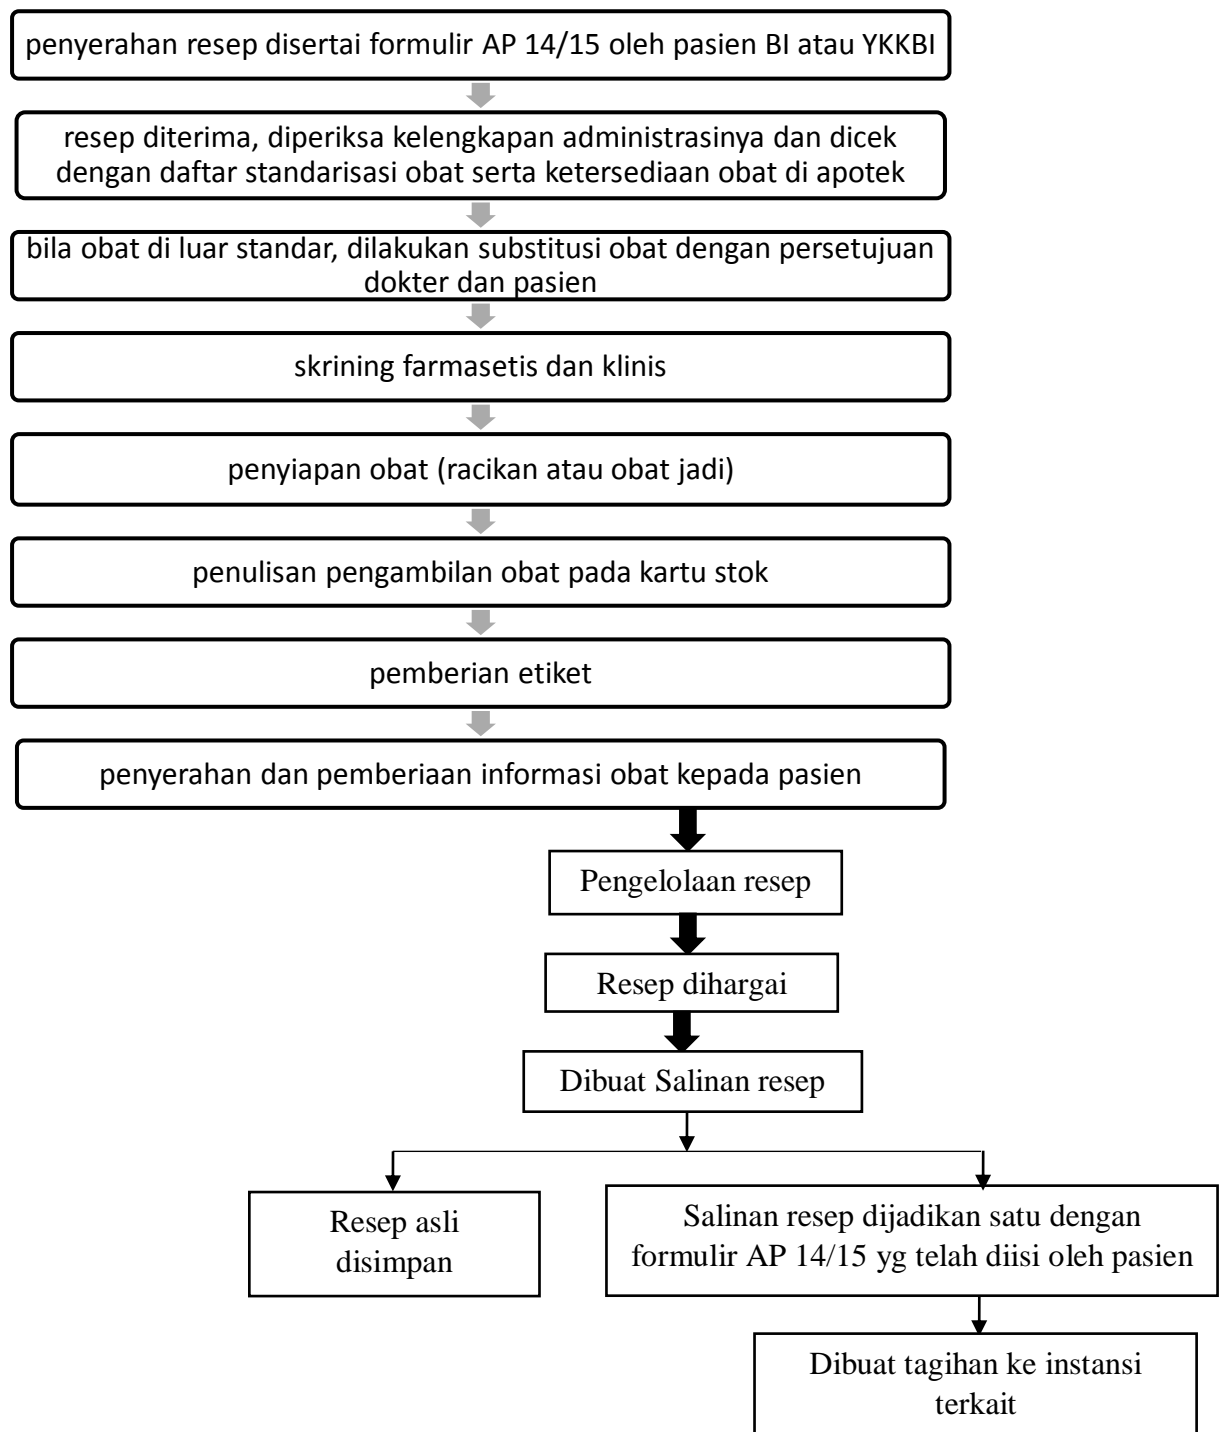 penyerahan resep disertai formulir AP 14/15 oleh pasien BI atau YKKBI
resep diterima, diperiksa kelengkapan administrasinya dan dicek
dengan daftar standarisasi obat serta ketersediaan obat di apotek
bila obat di luar standar, dilakukan substitusi obat dengan persetujuan
dokter dan pasien
skrining farmasetis dan klinis
penyiapan obat (racikan atau obat jadi)
penulisan pengambilan obat pada kartu stok
pemberian etiket
penyerahan dan pemberiaan informasi obat kepada pasien
Pengelolaan resep
Resep dihargai
Dibuat Salinan resep
Resep asli
disimpan
Salinan resep dijadikan satu dengan
formulir AP 14/15 yg telah diisi oleh pasien
Dibuat tagihan ke instansi
terkait